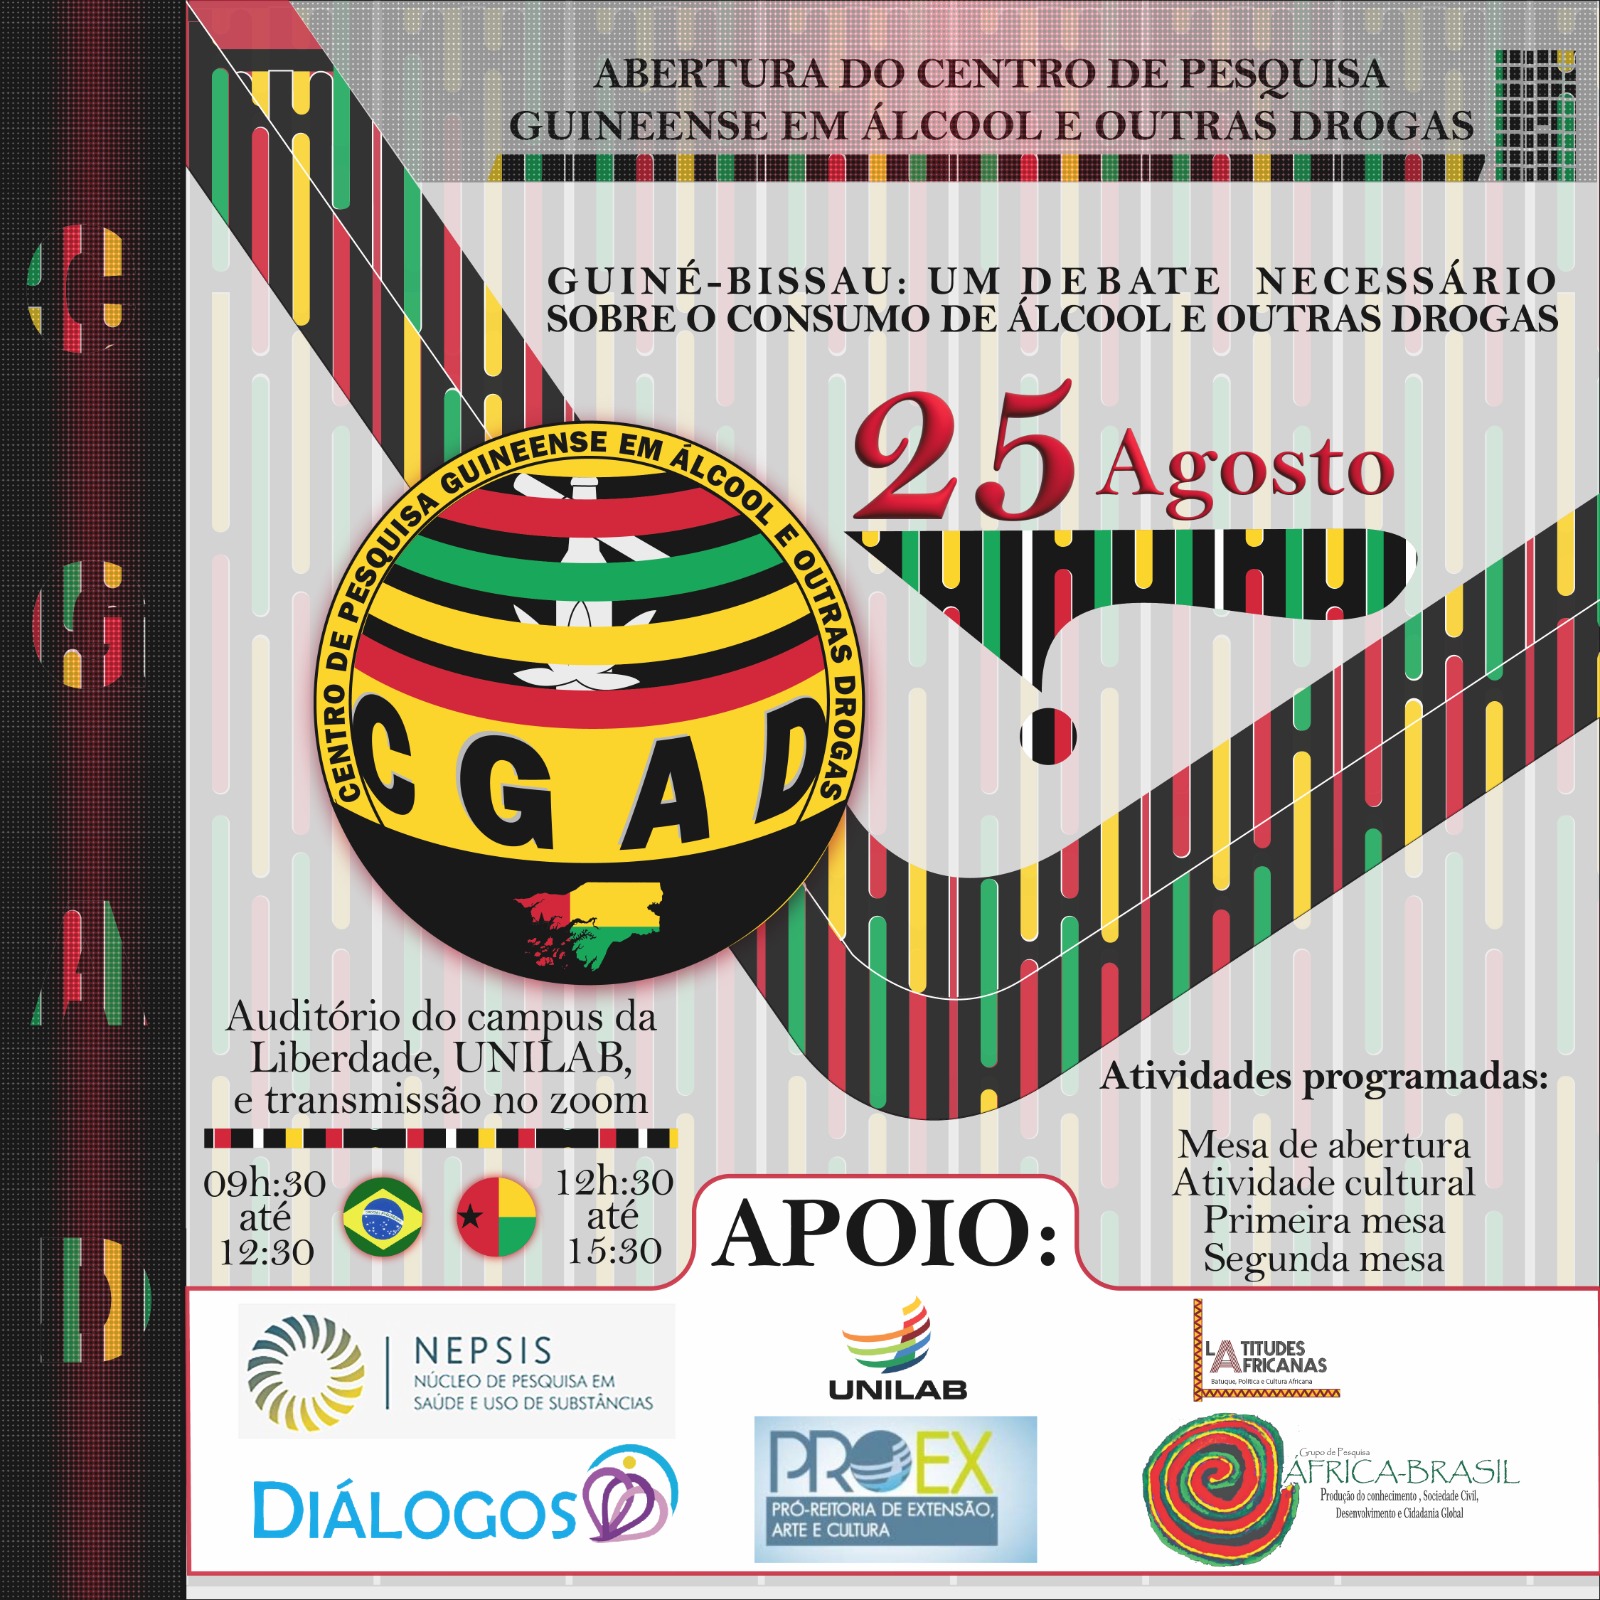 ABERTURA DO CENTRO DE PESQUISA
GUINEENSE EM ÁLCOOL E OUTRAS DROGAS
GUINÉ-BISSAU: UM DEBATE NECESSÁRIO
SOBRE O CONSUMO DE ÁLCOOL E OUTRAS DROGAS
25 Agosto
CENTRO DE PESQUISA GUINEENSE EM ÁLCOOL E OUTRAS DROGAS
CGAD
CGAD
Auditório do campus da
Liberdade, UNILAB,
e transmissão no zoom
09h:30
até
12:30
12h:30
até
15:30
Atividades programadas:
Mesa de abertura
Atividade cultural
Primeira mesa
Segunda mesa
APOIO:
NEPSIS
NÚCLEO DE PESQUISA EM
SAÚDE E USO DE SUBSTÂNCIAS
UNILAB
LATITUDES
AFRICANAS
Batuque, Política e Cultura Africana
DIÁLOGOS
PROEX
PRÓ-REITORIA DE EXTENSÃO,
ARTE E CULTURA
Grupo de Pesquisa
ÁFRICA-BRASIL
Produção do conhecimento , Sociedade Civil,
Desenvolvimento e Cidadania Global